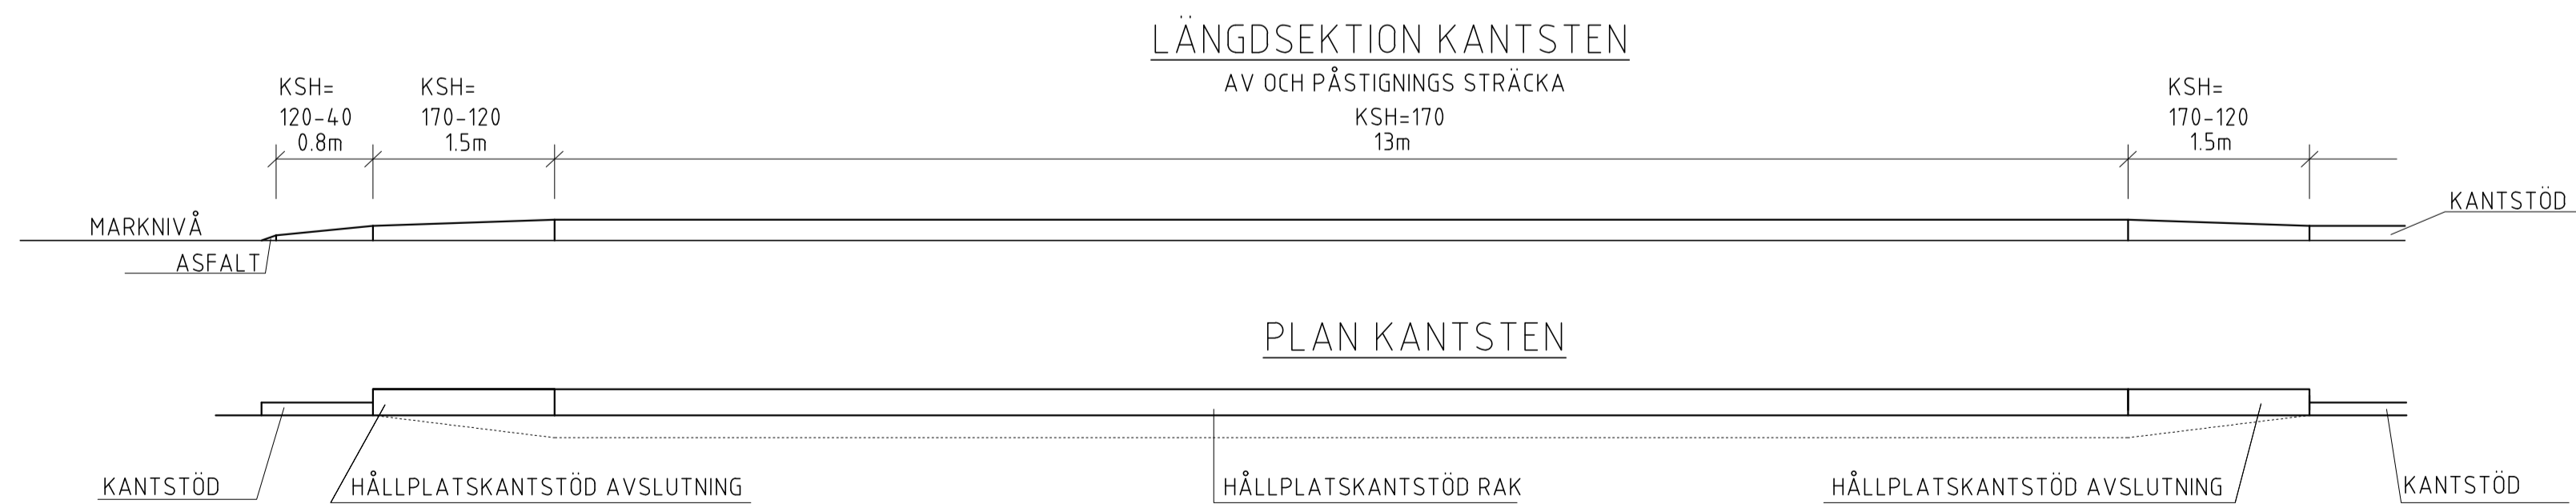 LÄNGDSEKTION KANTSTEN
AV OCH PÅSTIGNINGS STRÄCKA
KSH=
120-40
0.8m
KSH=
170-120
1.5m
KSH=170
13m
KSH=
170-120
1.5m
MARKNIVÅ
ASFALT
KANTSTÖD
PLAN KANTSTEN
KANTSTÖD
HÅLLPLATSKANTSTÖD AVSLUTNING
HÅLLPLATSKANTSTÖD RAK
HÅLLPLATSKANTSTÖD AVSLUTNING
KANTSTÖD